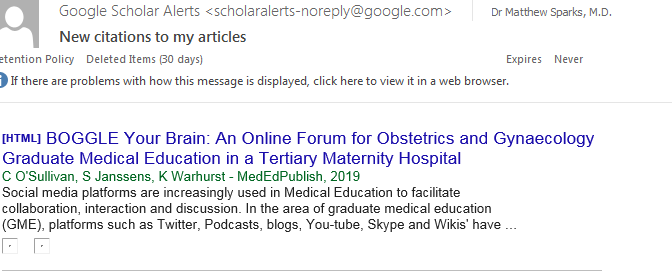 Google Scholar Alerts <scholaralerts-noreply@google.com>
Dr Matthew Sparks, M.D.
New citations to my articles
etention Policy Deleted Items (30 days)
Expires Never
If there are problems with how this message is displayed, click here to view it in a web browser.
[HTML] BOGGLE Your Brain: An Online Forum for Obstetrics and Gynaecology
Graduate Medical Education in a Tertiary Maternity Hospital
C O'Sullivan, S Janssens, K Warhurst - MedEdPublish, 2019
Social media platforms are increasingly used in Medical Education to facilitate
collaboration, interaction and discussion. In the area of graduate medical education
(GME), platforms such as Twitter, Podcasts, blogs, You-tube, Skype and Wikis' have ...